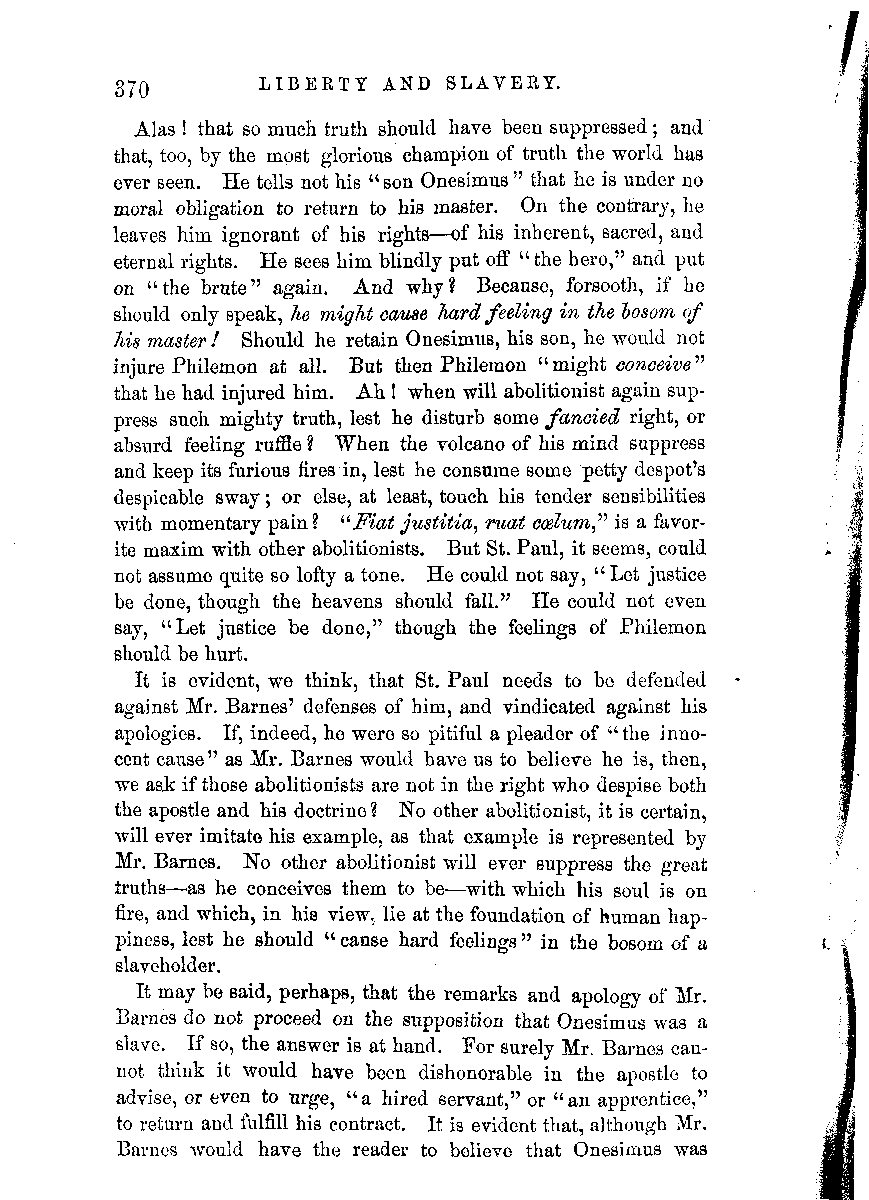 370 LIBERTY AND SLAVERY.
Alas! that so much truth should have been suppressed; and
that, too, by the most glorious champion of truth the world has
ever seen. He tells not his “son Onesimus” that he is under no
moral obligation to return to his master. On the contrary, he
leaves him ignorant of his rights—of his inherent, sacred, and
eternal rights. He sees him blindly put off “the hero,” and put
on “the brute” again. And why? Because, forsooth, if he
should only speak, he might cause hard feeling in the bosom of
his master! Should he retain Onesimus, his son, he would not
injure Philemon at all. But then Philemon “might conceive”
that he had injured him. Ah! when will abolitionist again sup-
press such mighty truth, lest he disturb some fancied right, or
absurd feeling ruffle? When the volcano of his mind suppress
and keep its furious fires in, lest he consume some petty despot’s
despicable sway; or else, at least, touch his tender sensibilities
with momentary pain? “Fiat justitia, ruat cœlum,” is a favor-
ite maxim with other abolitionists. But St. Paul, it seems, could
not assume quite so lofty a tone. He could not say, “Let justice
be done, though the heavens should fall.” He could not even
say, “Let justice be done,” though the feelings of Philemon
should be hurt.
It is evident, we think, that St. Paul needs to be defended
against Mr. Barnes’ defenses of him, and vindicated against his
apologies. If, indeed, he were so pitiful a pleader of “the inno-
cent cause” as Mr. Barnes would have us to believe he is, then,
we ask if those abolitionists are not in the right who despise both
the apostle and his doctrine? No other abolitionist, it is certain,
will ever imitate his example, as that example is represented by
Mr. Barnes. No other abolitionist will ever suppress the great
truths—as he conceives them to be—with which his soul is on
fire, and which, in his view, lie at the foundation of human hap-
piness, lest he should “cause hard feelings” in the bosom of a
slaveholder.
It may be said, perhaps, that the remarks and apology of Mr.
Barnes do not proceed on the supposition that Onesimus was a
slave. If so, the answer is at hand. For surely Mr. Barnes can-
not think it would have been dishonorable in the apostle to
advise, or even to urge, “a hired servant,” or “an apprentice,”
to return and fulfill his contract. It is evident that, although Mr.
Barnes would have the reader to believe that Onesimus was